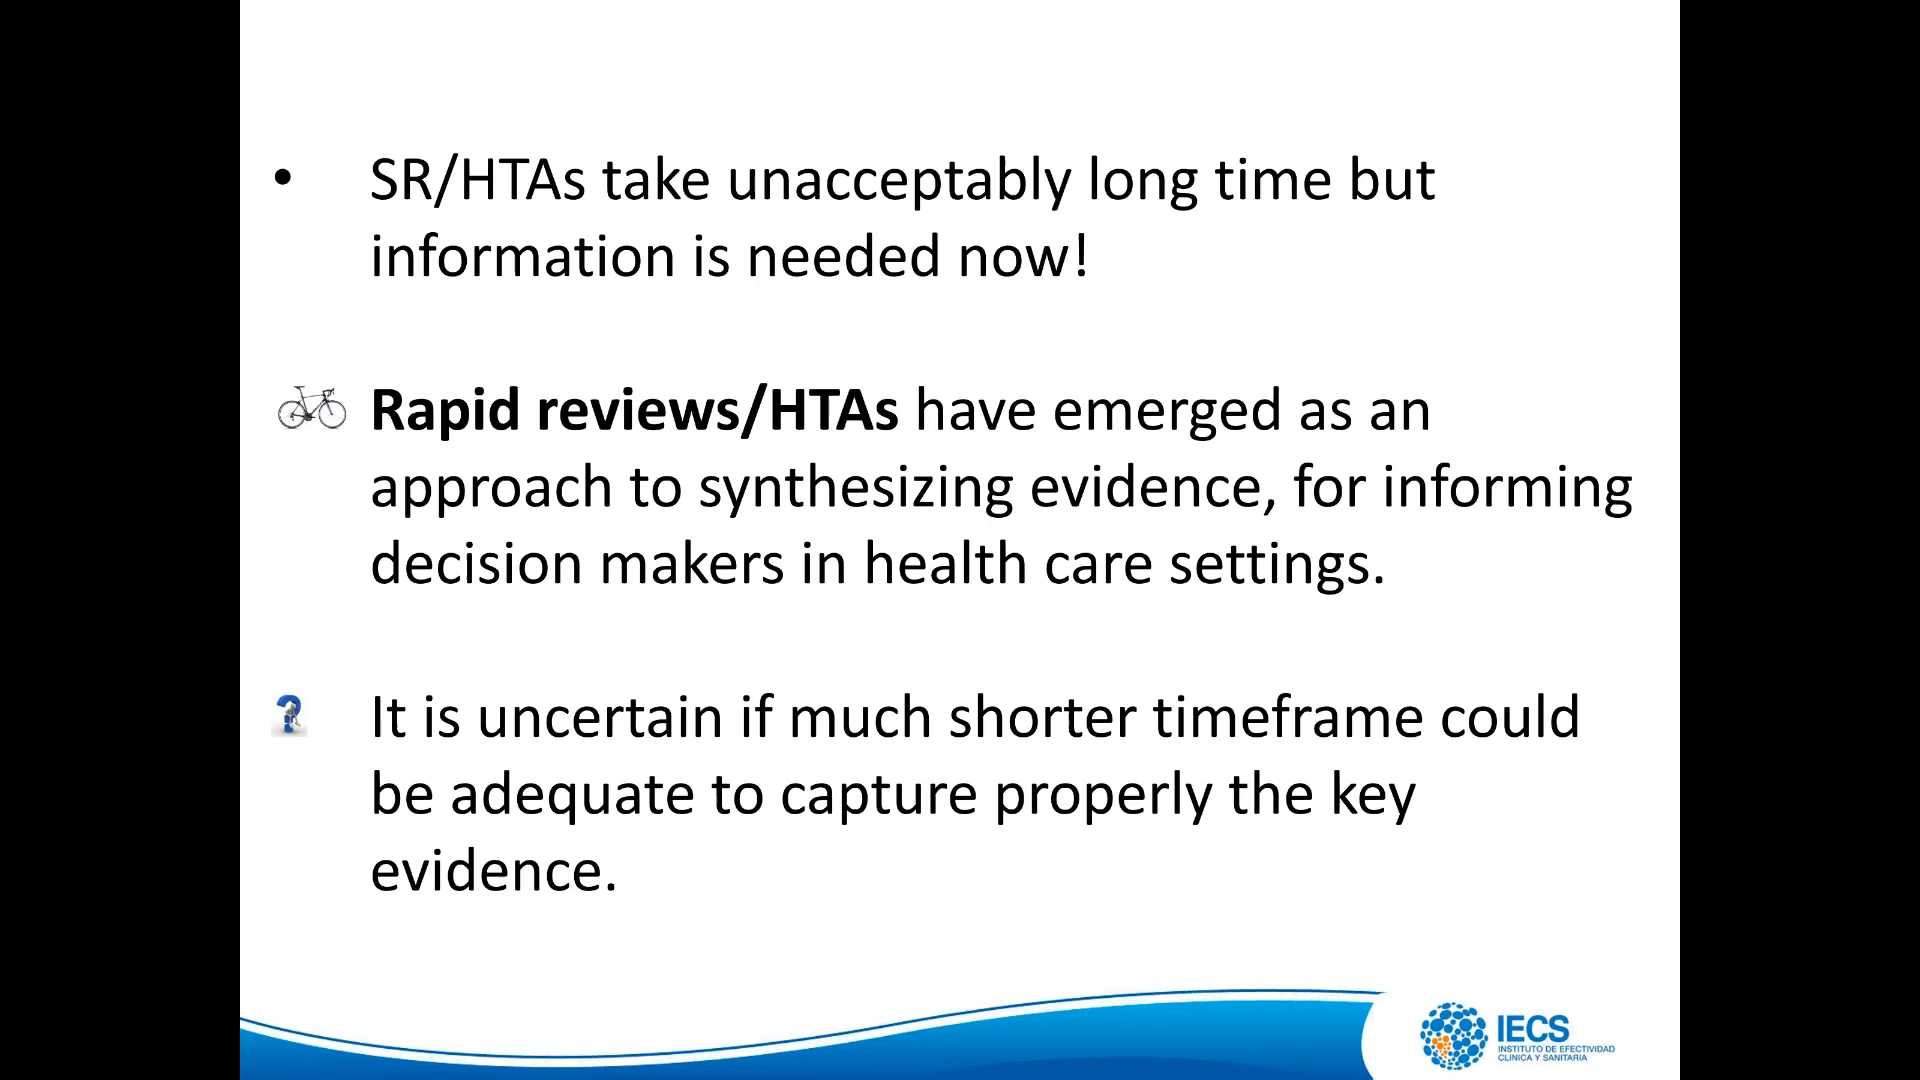 • SR/HTAs take unacceptably long time but
information is needed now!
Rapid reviews/HTAs have emerged as an
approach to synthesizing evidence, for informing
decision makers in health care settings.
It is uncertain if much shorter timeframe could
be adequate to capture properly the key
evidence.
IECS
INSTITUTO DE EFECTIVIDAD
CLINICA Y SANITARIA